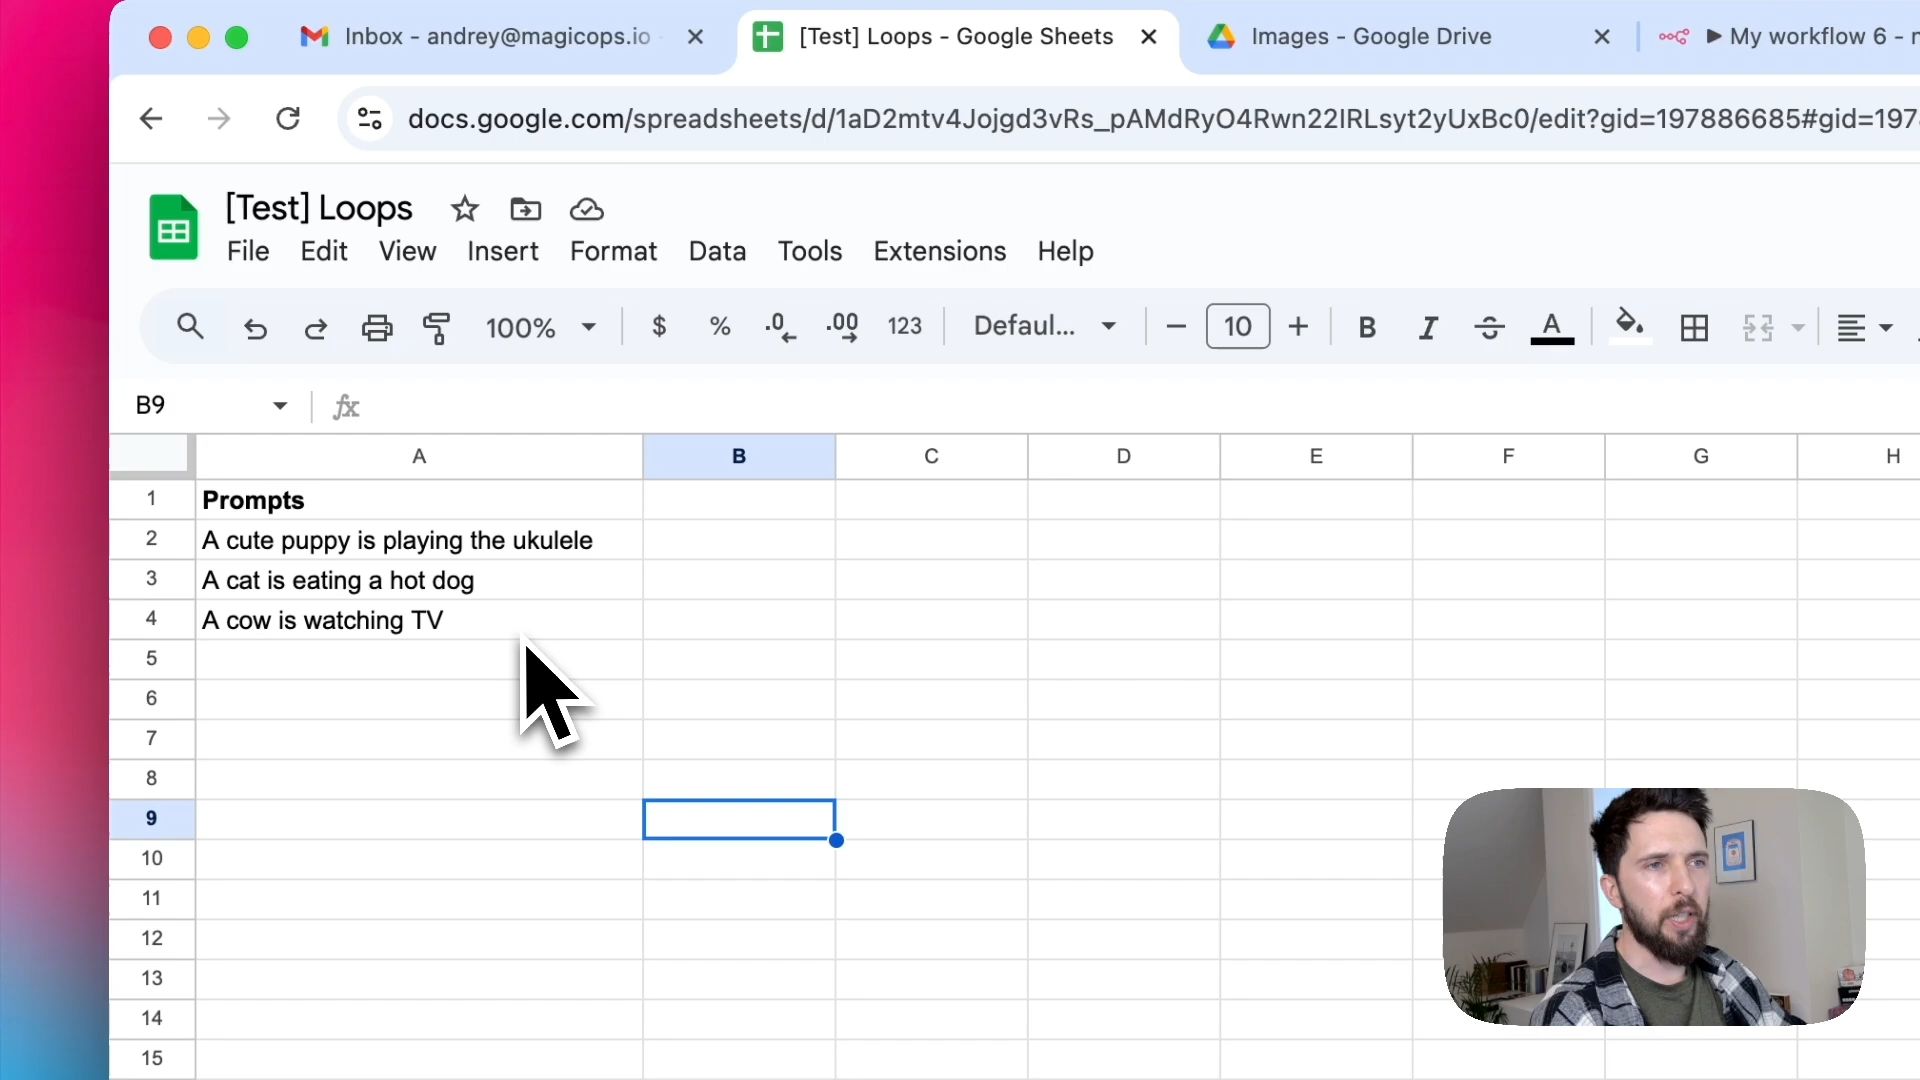 Inbox - andrey@magicops.io
[Test] Loops - Google Sheets
Images - Google Drive
My workflow 6 -
docs.google.com/spreadsheets/d/1aD2mtv4Jojgd3vRs_pAMdRyO4Rwn22IRLsyt2yUxBc0/edit?gid=197886685#gid=197
[Test] Loops
File Edit View Insert Format Data Tools Extensions Help
100% $ % .0 .00 123 Defaul... 10 B I S A
B9 fx
A B C D E F G H
1 Prompts
2 A cute puppy is playing the ukulele
3 A cat is eating a hot dog
4 A cow is watching TV
5
6
7
8
9
10
11
12
13
14
15